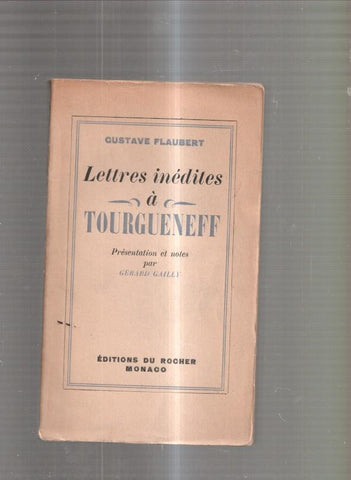 GUSTAVE FLAUBERT
Lettres inédites
à
TOURGUENEFF
Présentation et notes
par
GÉRARD GAILLY
ÉDITIONS DU ROCHER
MONACO